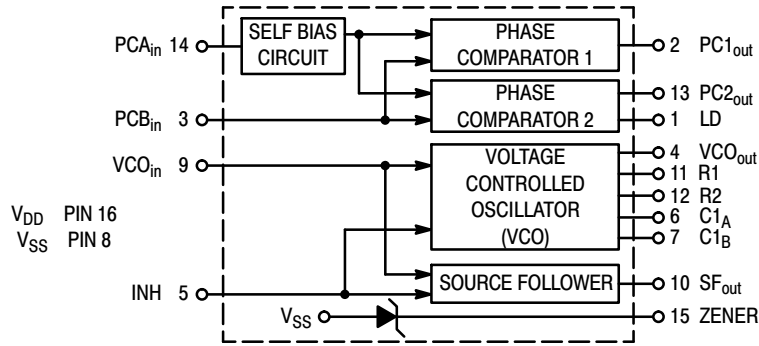 PCAin 14
SELF BIAS
CIRCUIT
PHASE
COMPARATOR 1
2 PC1out
PCBin 3
PHASE
COMPARATOR 2
13 PC2out
1 LD
VCOin 9
VOLTAGE
CONTROLLED
OSCILLATOR
(VCO)
4 VCOout
11 R1
12 R2
6 C1A
7 C1B
VDD PIN 16
VSS PIN 8
INH 5
SOURCE FOLLOWER
10 SFout
VSS
15 ZENER